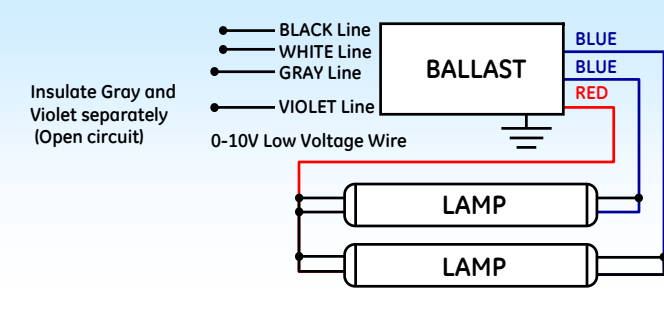 BLACK Line
WHITE Line
GRAY Line
VIOLET Line
0-10V Low Voltage Wire
Insulate Gray and
Violet separately
(Open circuit)
BALLAST
BLUE
BLUE
RED
LAMP
LAMP